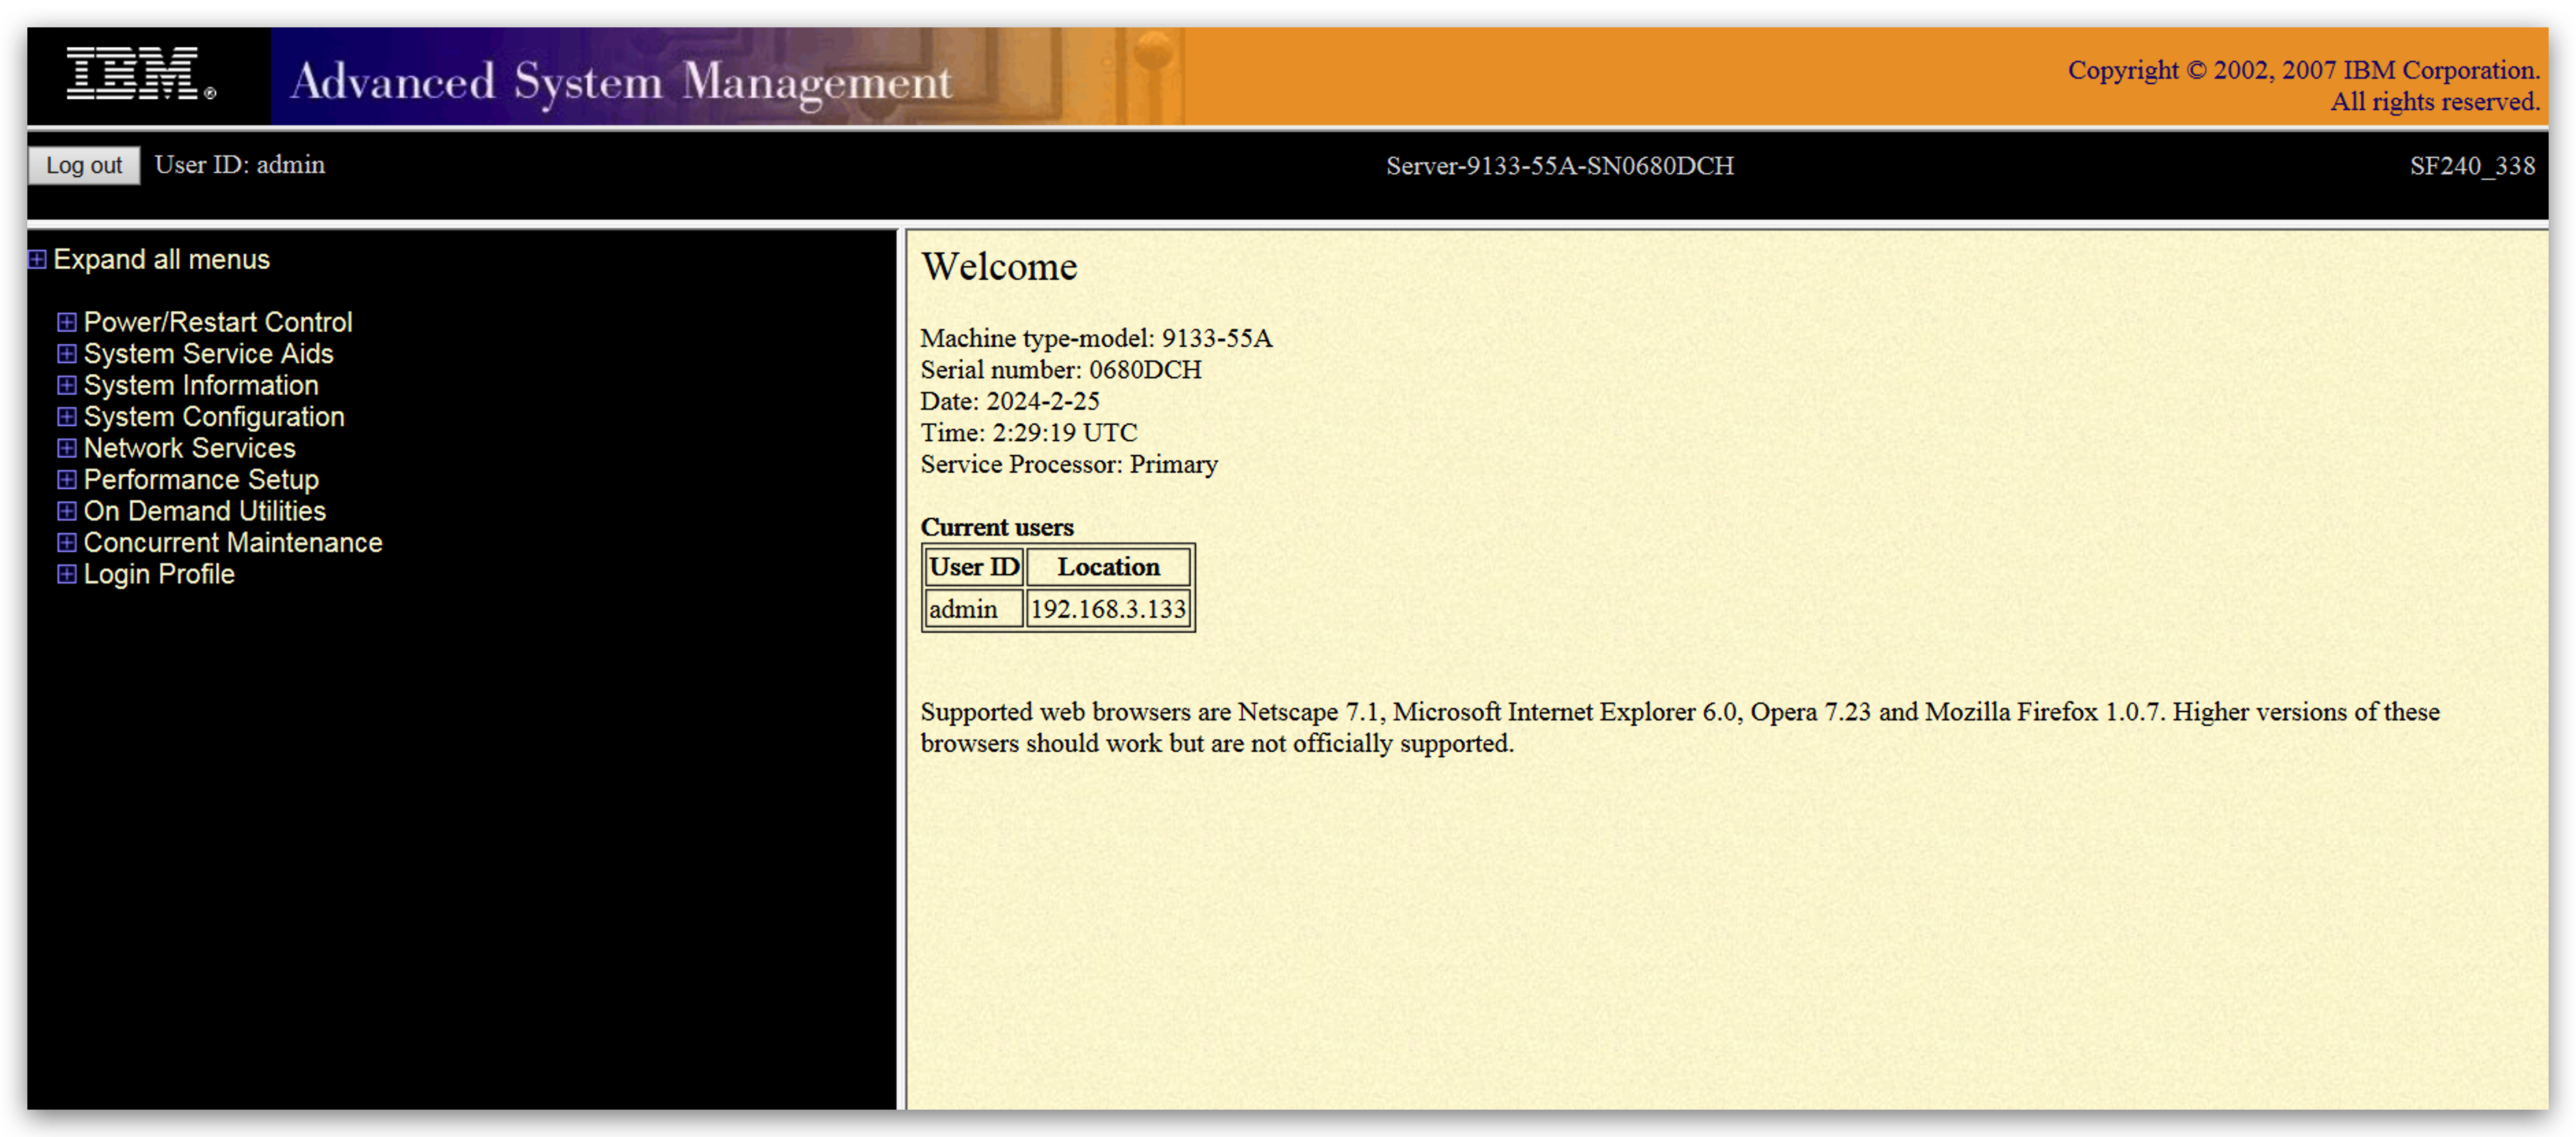 IBM®
Advanced System Management
Copyright © 2002, 2007 IBM Corporation.
All rights reserved.
Log out
User ID: admin
Server-9133-55A-SN0680DCH
SF240_338
Expand all menus
Power/Restart Control
System Service Aids
System Information
System Configuration
Network Services
Performance Setup
On Demand Utilities
Concurrent Maintenance
Login Profile
Welcome
Machine type-model: 9133-55A
Serial number: 0680DCH
Date: 2024-2-25
Time: 2:29:19 UTC
Service Processor: Primary
Current users
User ID Location
admin 192.168.3.133
Supported web browsers are Netscape 7.1, Microsoft Internet Explorer 6.0, Opera 7.23 and Mozilla Firefox 1.0.7. Higher versions of these
browsers should work but are not officially supported.